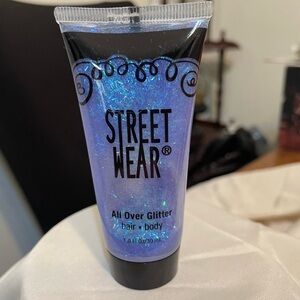 STREET
WEAR®
All Over Glitter
hair • body